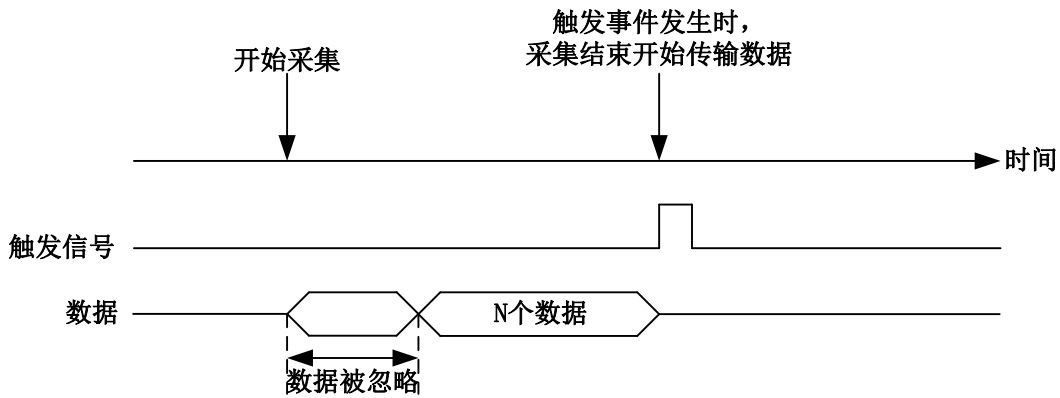 触发事件发生时，
采集结束开始传输数据
开始采集
时间
触发信号
数据
N个数据
数据被忽略